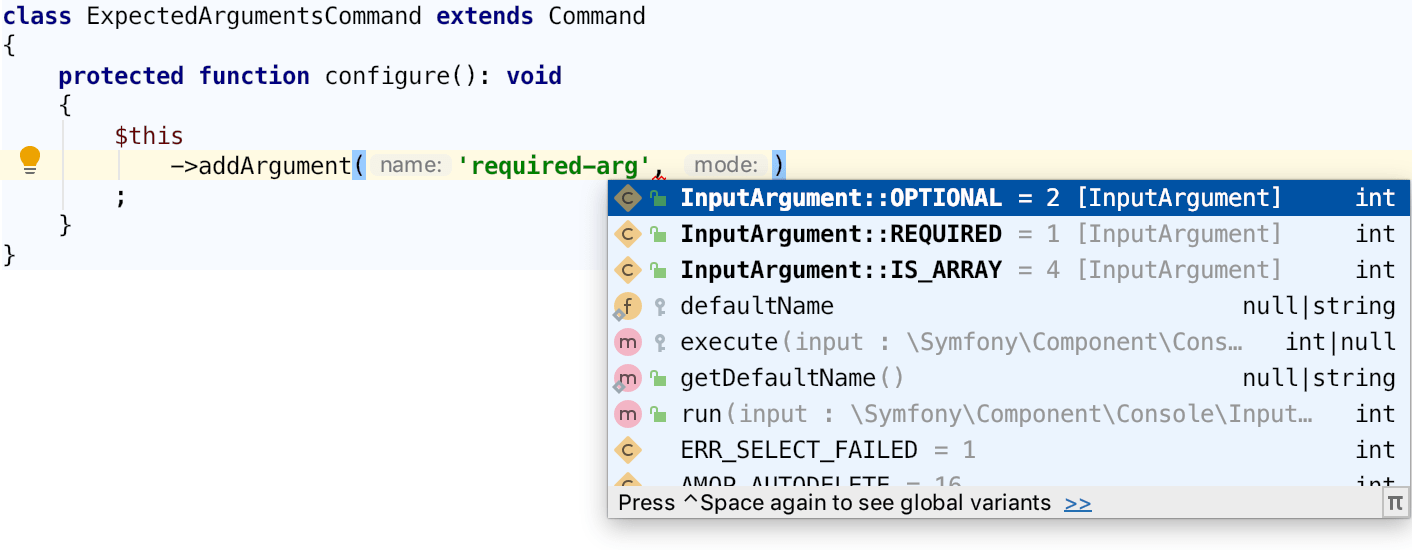 class ExpectedArgumentsCommand extends Command
{
    protected function configure(): void
    {
        $this
            ->addArgument( name: 'required-arg', mode: )
        ;
    }
}
C InputArgument::OPTIONAL = 2 [InputArgument] int
C InputArgument::REQUIRED = 1 [InputArgument] int
C InputArgument::IS_ARRAY = 4 [InputArgument] int
f defaultName null|string
m execute(input : \Symfony\Component\Cons… int|null
m getDefaultName() null|string
m run(input : \Symfony\Component\Console\Input… int
C ERR_SELECT_FAILED = 1 int
C AMQP_AUTODELETE = 16 int
Press ^Space again to see global variants >> π